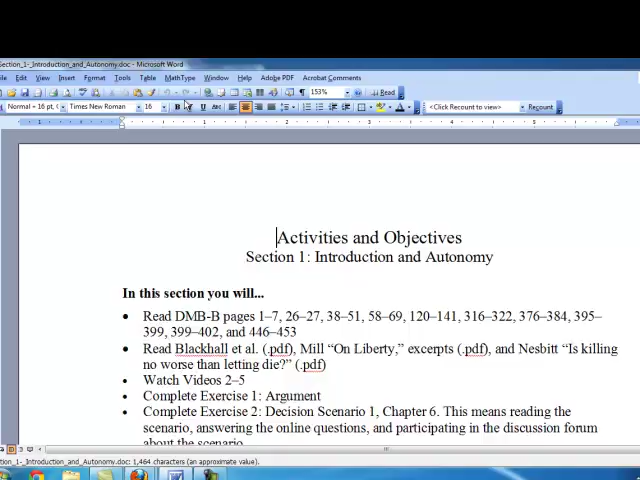 Section_1-_Introduction_and_Autonomy.doc - Microsoft Word
Edit View Insert Format Tools Table MathType Window Help Adobe PDF Acrobat Comments
153% Read
Normal + 16 pt, Times New Roman 16 B U <Click Recount to view> Recount
Activities and Objectives
Section 1: Introduction and Autonomy
In this section you will...
• Read DMB-B pages 1–7, 26–27, 38–51, 58–69, 120–141, 316–322, 376–384, 395–
399, 399–402, and 446–453
• Read Blackhall et al. (.pdf), Mill “On Liberty,” excerpts (.pdf), and Nesbitt “Is killing
no worse than letting die?” (.pdf)
• Watch Videos 2–5
• Complete Exercise 1: Argument
• Complete Exercise 2: Decision Scenario 1, Chapter 6. This means reading the
scenario, answering the online questions, and participating in the discussion forum
about the scenario
ction_1-_Introduction_and_Autonomy.doc: 1,464 characters (an approximate value).